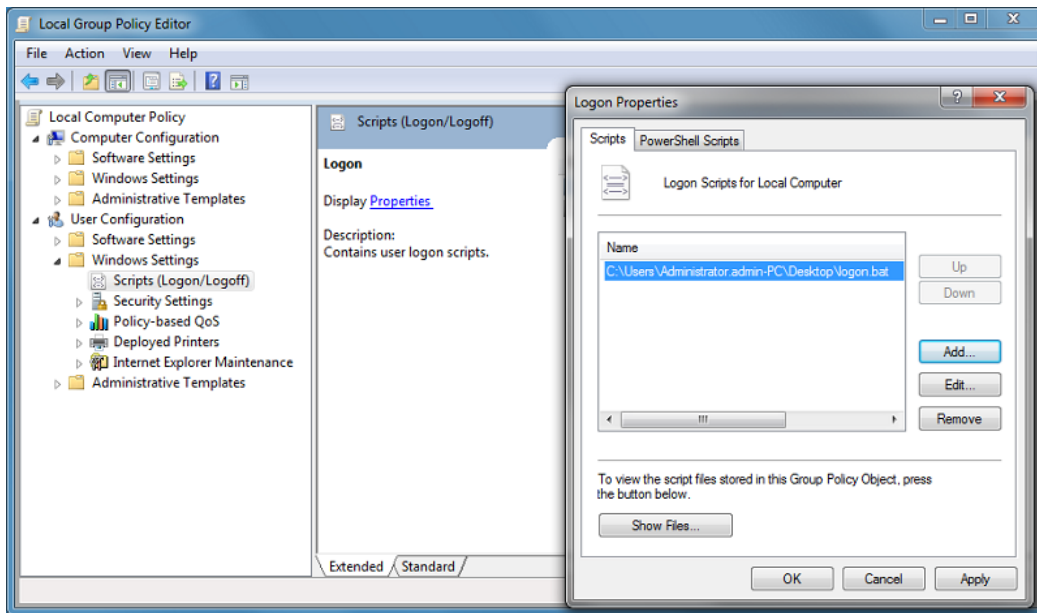 Local Group Policy Editor
File Action View Help
Local Computer Policy
Computer Configuration
Software Settings
Windows Settings
Administrative Templates
User Configuration
Software Settings
Windows Settings
Scripts (Logon/Logoff)
Security Settings
Policy-based QoS
Deployed Printers
Internet Explorer Maintenance
Administrative Templates
Scripts (Logon/Logoff)
Logon
Display Properties
Description:
Contains user logon scripts.
Extended Standard
Logon Properties
Scripts PowerShell Scripts
Logon Scripts for Local Computer
Name
C:\Users\Administrator.admin-PC\Desktop\logon.bat
Up
Down
Add...
Edit...
Remove
To view the script files stored in this Group Policy Object, press
the button below.
Show Files...
OK Cancel Apply